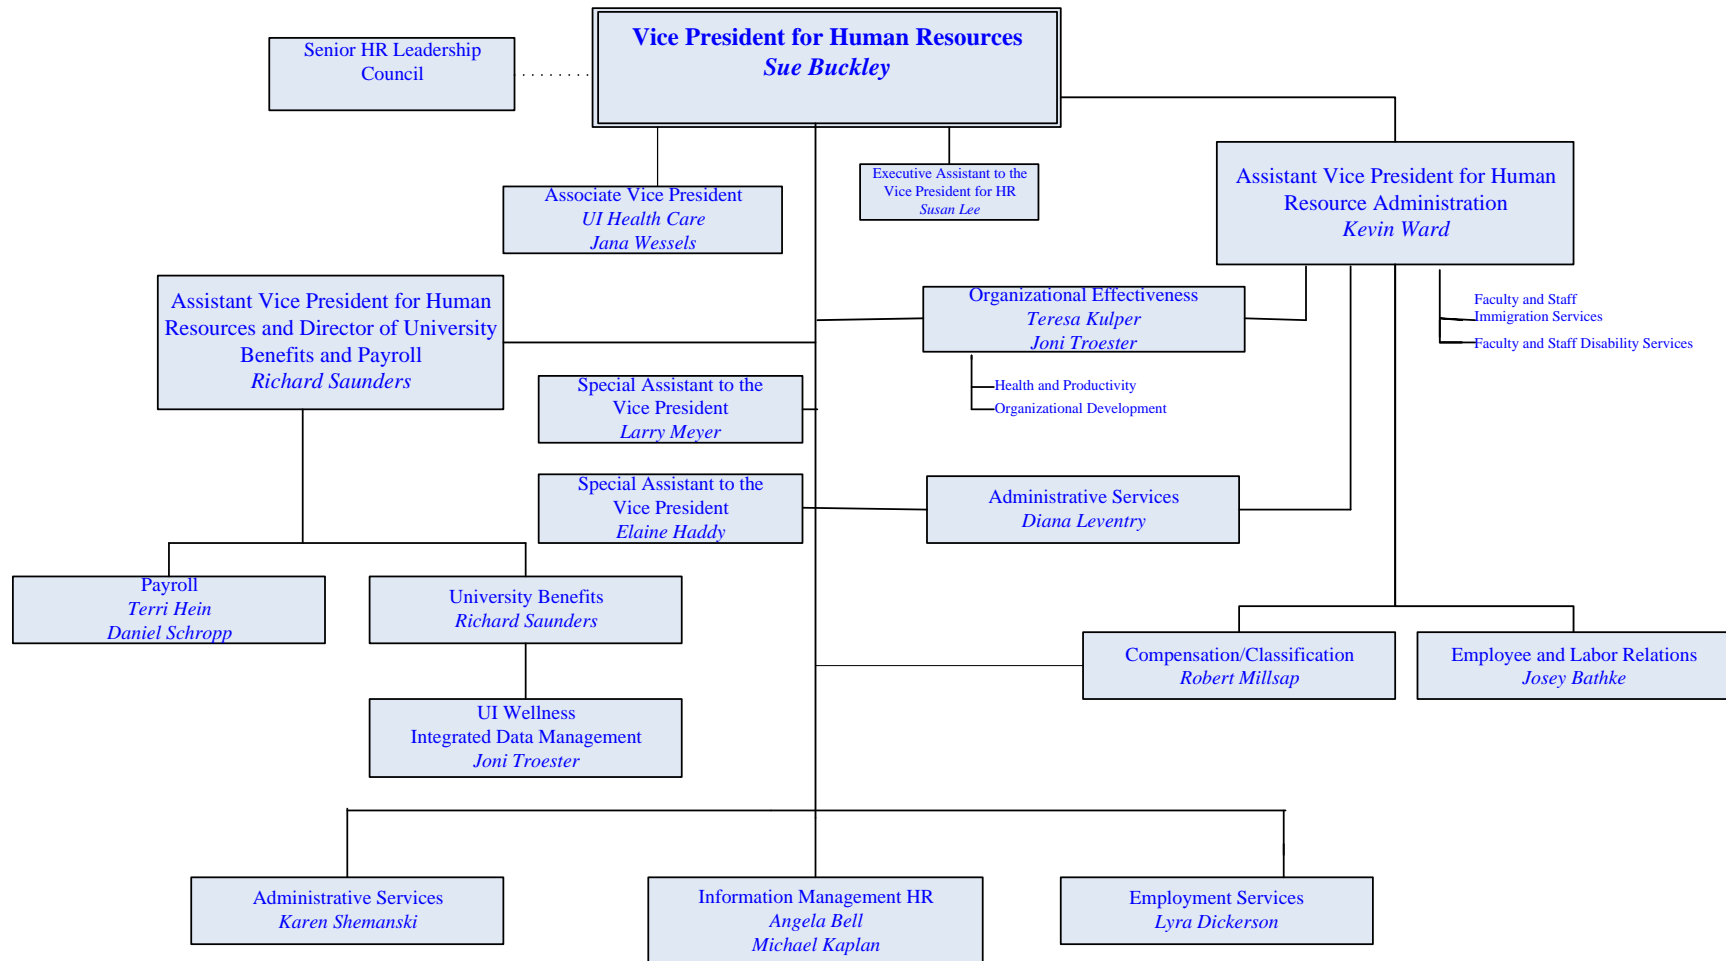 Vice President for Human Resources
Sue Buckley
Senior HR Leadership
Council
Associate Vice President
UI Health Care
Jana Wessels
Executive Assistant to the
Vice President for HR
Susan Lee
Assistant Vice President for Human
Resource Administration
Kevin Ward
Assistant Vice President for Human
Resources and Director of University
Benefits and Payroll
Richard Saunders
Organizational Effectiveness
Teresa Kulper
Joni Troester
Faculty and Staff
Immigration Services
Faculty and Staff Disability Services
Health and Productivity
Organizational Development
Special Assistant to the
Vice President
Larry Meyer
Special Assistant to the
Vice President
Elaine Haddy
Administrative Services
Diana Leventry
Payroll
Terri Hein
Daniel Schropp
University Benefits
Richard Saunders
Compensation/Classification
Robert Millsap
Employee and Labor Relations
Josey Bathke
UI Wellness
Integrated Data Management
Joni Troester
Administrative Services
Karen Shemanski
Information Management HR
Angela Bell
Michael Kaplan
Employment Services
Lyra Dickerson